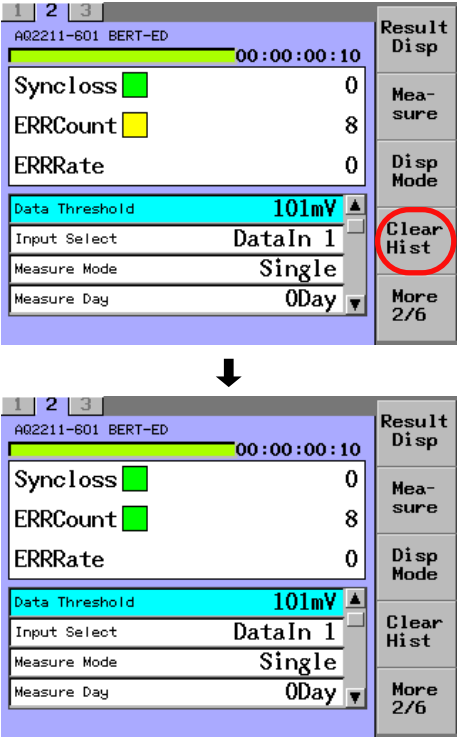 1 2 3
AQ2211-601 BERT-ED
00:00:00:10
Syncloss 0
ERRCount 8
ERRRate 0
Data Threshold 101mV
Input Select DataIn 1
Measure Mode Single
Measure Day 0Day
Result
Disp
Mea-
sure
Disp
Mode
Clear
Hist
More
2/6
1 2 3
AQ2211-601 BERT-ED
00:00:00:10
Syncloss 0
ERRCount 8
ERRRate 0
Data Threshold 101mV
Input Select DataIn 1
Measure Mode Single
Measure Day 0Day
Result
Disp
Mea-
sure
Disp
Mode
Clear
Hist
More
2/6